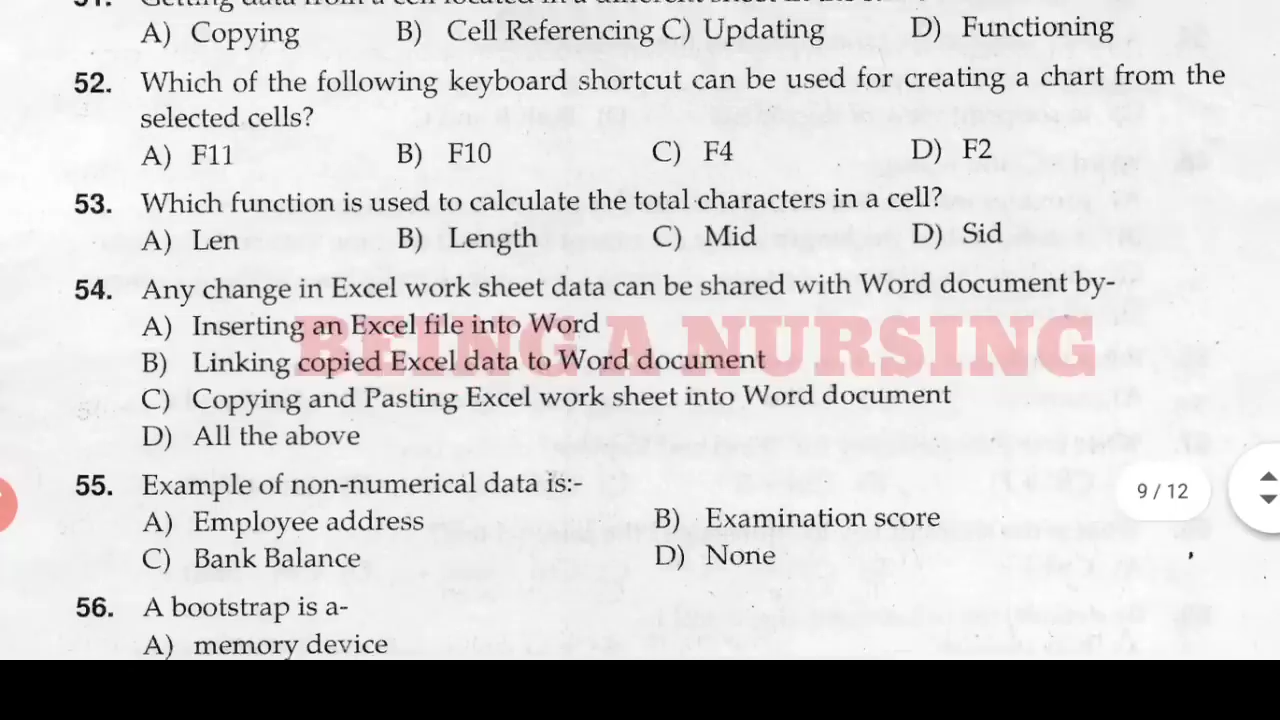 A) Copying B) Cell Referencing C) Updating D) Functioning
52. Which of the following keyboard shortcut can be used for creating a chart from the
selected cells?
A) F11 B) F10 C) F4 D) F2
53. Which function is used to calculate the total characters in a cell?
A) Len B) Length C) Mid D) Sid
54. Any change in Excel work sheet data can be shared with Word document by-
A) Inserting an Excel file into Word
BEING A NURSING
B) Linking copied Excel data to Word document
C) Copying and Pasting Excel work sheet into Word document
D) All the above
55. Example of non-numerical data is:-
9 / 12
A) Employee address B) Examination score
C) Bank Balance D) None
56. A bootstrap is a-
A) memory device